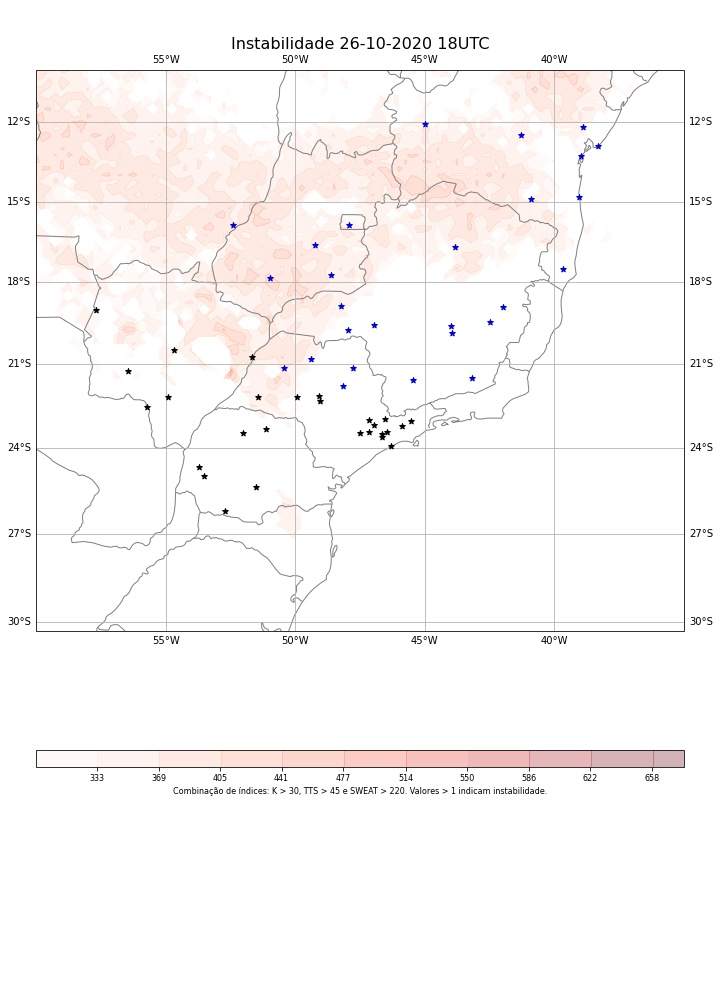 Instabilidade 26-10-2020 18UTC
55°W 50°W 45°W 40°W
12°S 12°S
15°S 15°S
18°S 18°S
21°S 21°S
24°S 24°S
27°S 27°S
30°S 30°S
55°W 50°W 45°W 40°W
333 369 405 441 477 514 550 586 622 658
Combinação de índices: K > 30, TTS > 45 e SWEAT > 220. Valores > 1 indicam instabilidade.